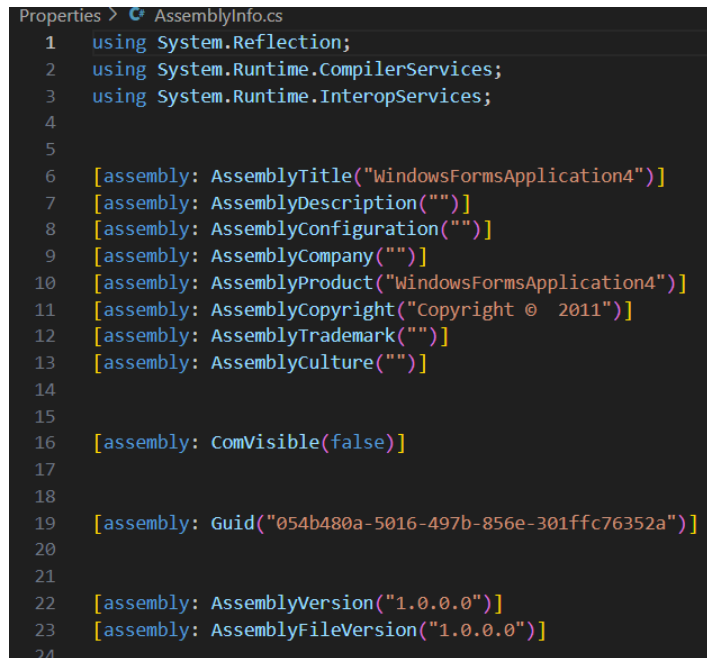 Properties > AssemblyInfo.cs
1 using System.Reflection;
2 using System.Runtime.CompilerServices;
3 using System.Runtime.InteropServices;
4
5
6 [assembly: AssemblyTitle("WindowsFormsApplication4")]
7 [assembly: AssemblyDescription("")]
8 [assembly: AssemblyConfiguration("")]
9 [assembly: AssemblyCompany("")]
10 [assembly: AssemblyProduct("WindowsFormsApplication4")]
11 [assembly: AssemblyCopyright("Copyright ©  2011")]
12 [assembly: AssemblyTrademark("")]
13 [assembly: AssemblyCulture("")]
14
15
16 [assembly: ComVisible(false)]
17
18
19 [assembly: Guid("054b480a-5016-497b-856e-301ffc76352a")]
20
21
22 [assembly: AssemblyVersion("1.0.0.0")]
23 [assembly: AssemblyFileVersion("1.0.0.0")]
24